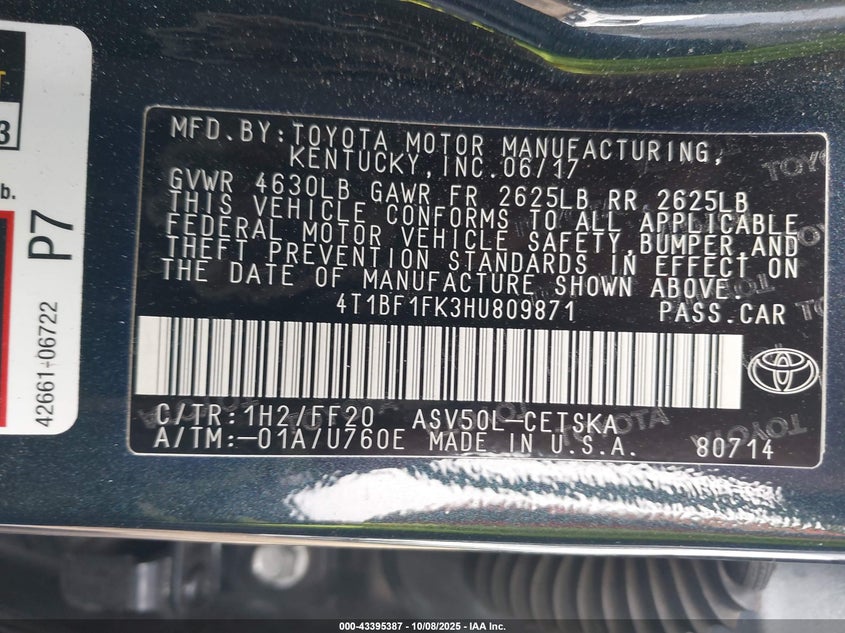 T
3
b.
P7
42661-06722
MFD.BY:TOYOTA MOTOR MANUFACTURING,
KENTUCKY,INC.06/17
GVWR 4630LB GAWR FR 2625LB RR 2625LB
THIS VEHICLE CONFORMS TO ALL APPLICABLE
FEDERAL MOTOR VEHICLE SAFETY,BUMPER,AND
THEFT PREVENTION STANDARDS IN EFFECT ON
THE DATE OF MANUFACTURE SHOWN ABOVE.
4T1BF1FK3HU809871 PASS.CAR
TOYOTA
C/TR:1H2/FF20 ASV50L-CETSKA
A/TM:-01A/U760E MADE IN U.S.A. 80714
000-43395387 - 10/08/2025 - IAA Inc.